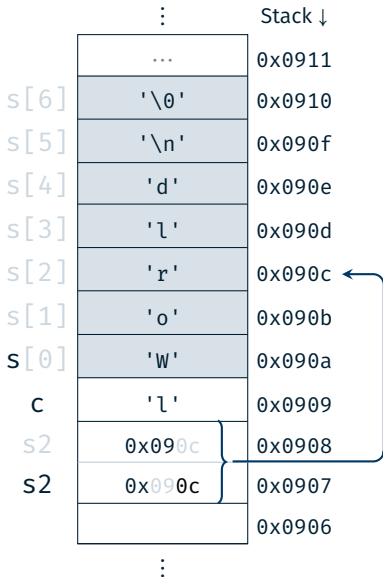 ⋮ Stack ↓
... 0x0911
s[6] '\0' 0x0910
s[5] '\n' 0x090f
s[4] 'd' 0x090e
s[3] 'l' 0x090d
s[2] 'r' 0x090c
s[1] 'o' 0x090b
s[0] 'W' 0x090a
c 'l' 0x0909
s2 0x090c 0x0908
s2 0x090c 0x0907
0x0906
⋮